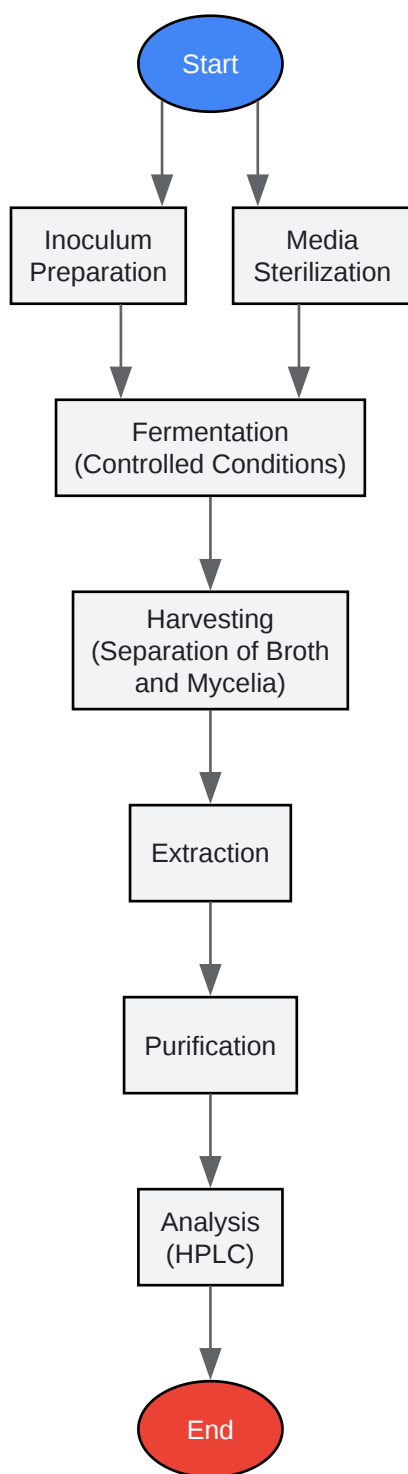 Start
Inoculum
Preparation
Media
Sterilization
Fermentation
(Controlled Conditions)
Harvesting
(Separation of Broth
and Mycelia)
Extraction
Purification
Analysis
(HPLC)
End